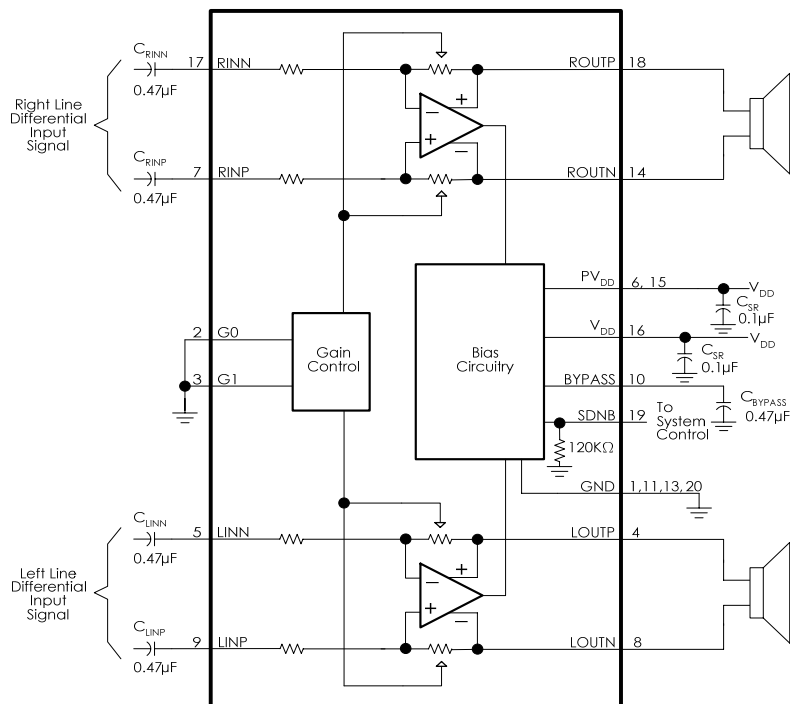 Right Line
Differential
Input
Signal
C_RINN
0.47µF
17
RINN
C_RINP
0.47µF
7
RINP
ROUTP
18
ROUTN
14
−
+
+
−
2
G0
3
G1
Gain
Control
Bias
Circuitry
PV_DD
6, 15
V_DD
C_SR
0.1µF
V_DD
16
V_DD
C_SR
0.1µF
BYPASS
10
C_BYPASS
0.47µF
SDNB
19
To
System
Control
120KΩ
GND
1,11,13, 20
Left Line
Differential
Input
Signal
C_LINN
0.47µF
5
LINN
C_LINP
0.47µF
9
LINP
−
+
+
−
LOUTP
4
LOUTN
8